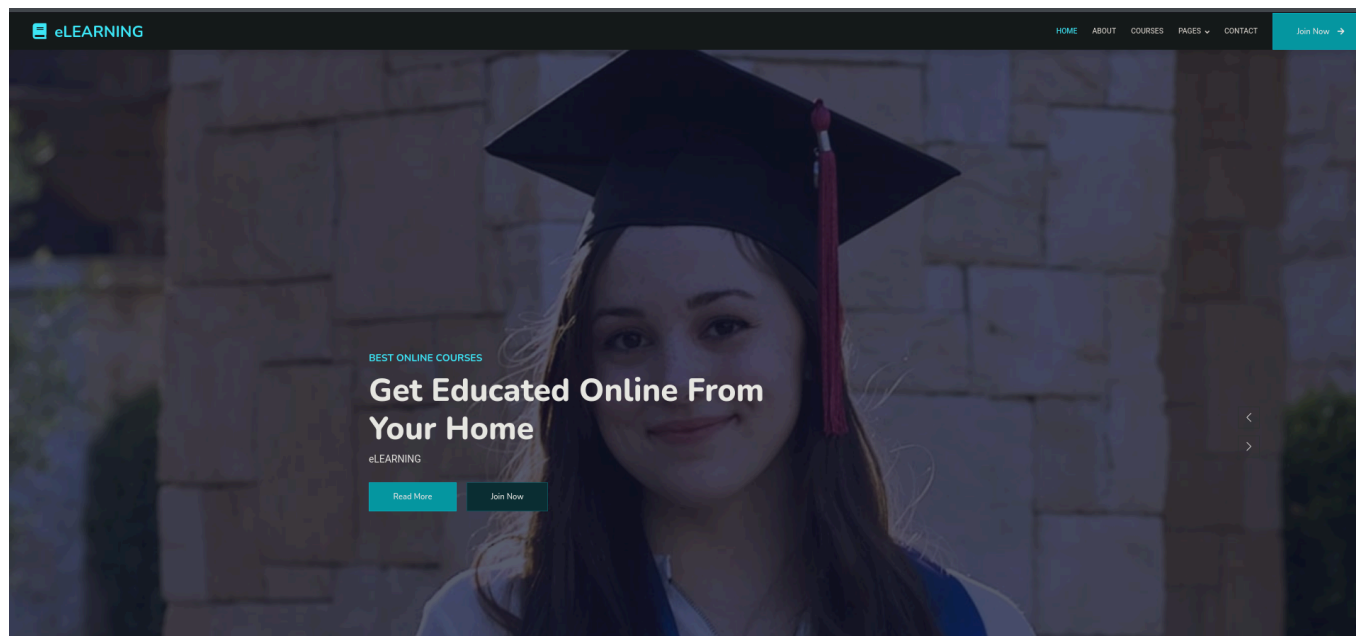 eLEARNING
HOME ABOUT COURSES PAGES CONTACT Join Now
BEST ONLINE COURSES
Get Educated Online From
Your Home
eLEARNING
Read More Join Now